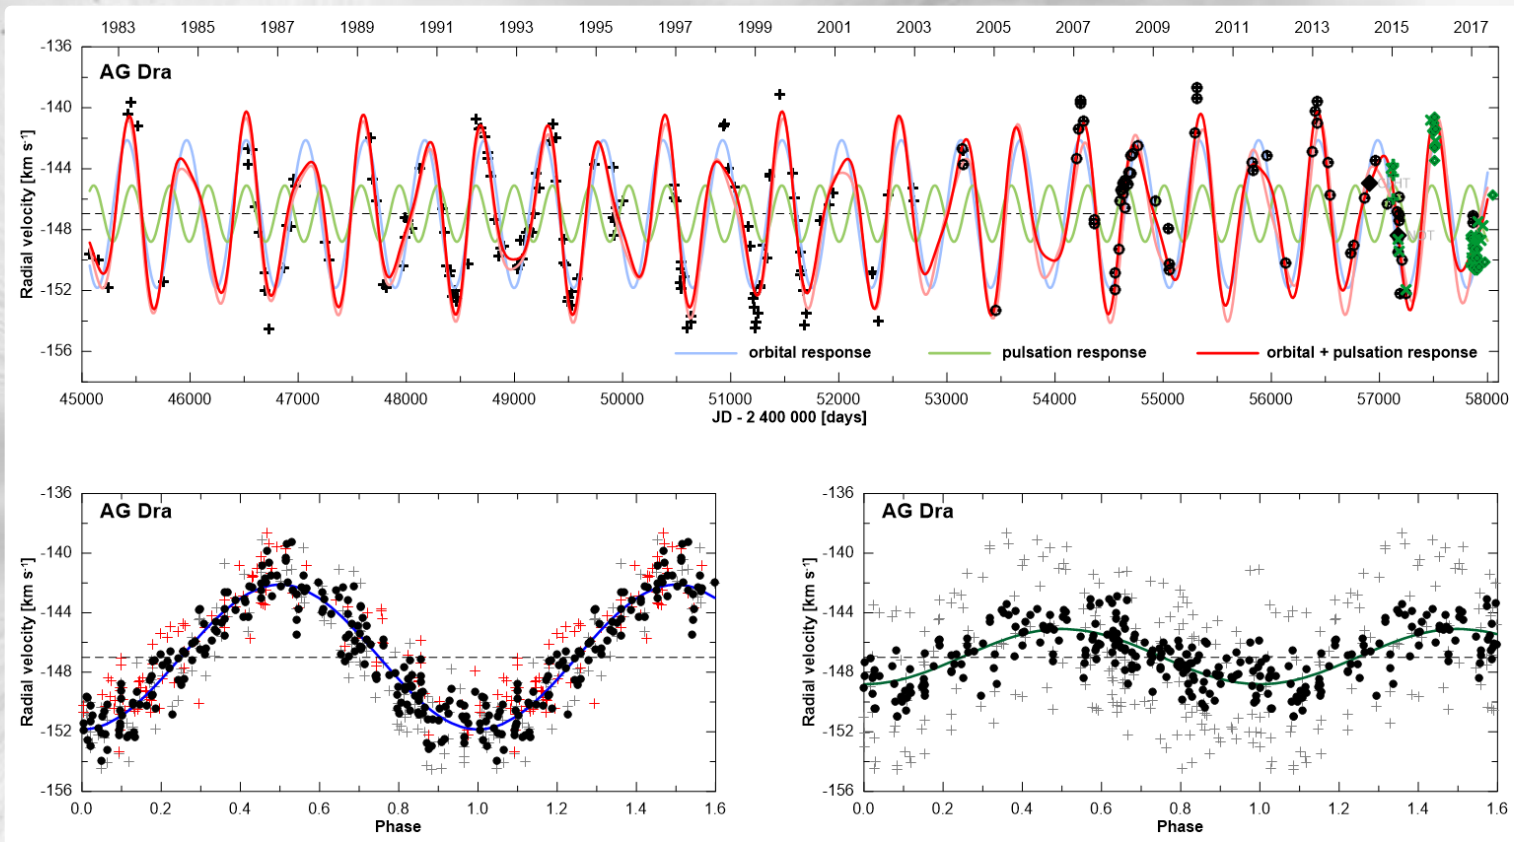 1983 1985 1987 1989 1991 1993 1995 1997 1999 2001 2003 2005 2007 2009 2011 2013 2015 2017
AG Dra
Radial velocity [km s⁻¹]
-136
-140
-144
-148
-152
-156
orbital response pulsation response orbital + pulsation response
45000 46000 47000 48000 49000 50000 51000 52000 53000 54000 55000 56000 57000 58000
JD - 2 400 000 [days]
AG Dra
Radial velocity [km s⁻¹]
-136
-140
-144
-148
-152
-156
0.0 0.2 0.4 0.6 0.8 1.0 1.2 1.4 1.6
Phase
AG Dra
Radial velocity [km s⁻¹]
-136
-140
-144
-148
-152
-156
0.0 0.2 0.4 0.6 0.8 1.0 1.2 1.4 1.6
Phase